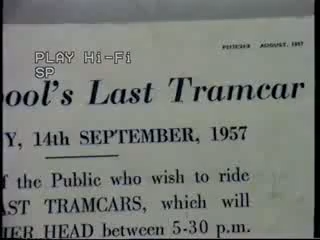 PLAY Hi-Fi
SP
AUGUST, 1957
ool's Last Tramcar
Y, 14th SEPTEMBER, 1957
f the Public who wish to ride
AST TRAMCARS, which will
IER HEAD between 5-30 p.m.